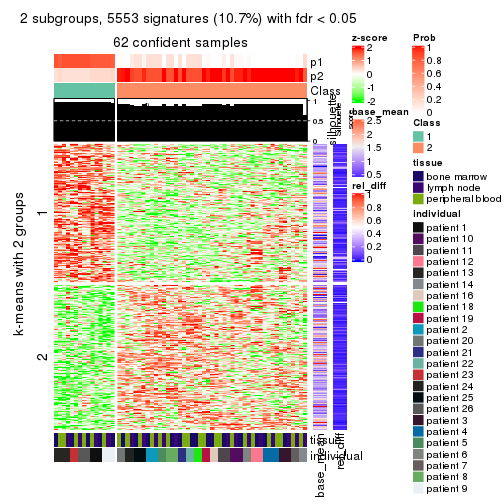 2 subgroups, 5553 signatures (10.7%) with fdr < 0.05
62 confident samples
k-means with 2 groups
1
2
p1
p2
Class
1
0.5
0
silhouette score
tissue
individual
base_mean
rel_diff
z-score
2
1
0
-1
-2
base_mean
2.5
2
1.5
1
0.5
rel_diff
1
0.8
0.6
0.4
0.2
0
Prob
1
0.8
0.6
0.4
0.2
0
Class
1
2
tissue
bone marrow
lymph node
peripheral blood
individual
patient 1
patient 10
patient 11
patient 12
patient 13
patient 14
patient 16
patient 18
patient 19
patient 2
patient 20
patient 21
patient 22
patient 23
patient 24
patient 25
patient 26
patient 3
patient 4
patient 5
patient 6
patient 7
patient 8
patient 9